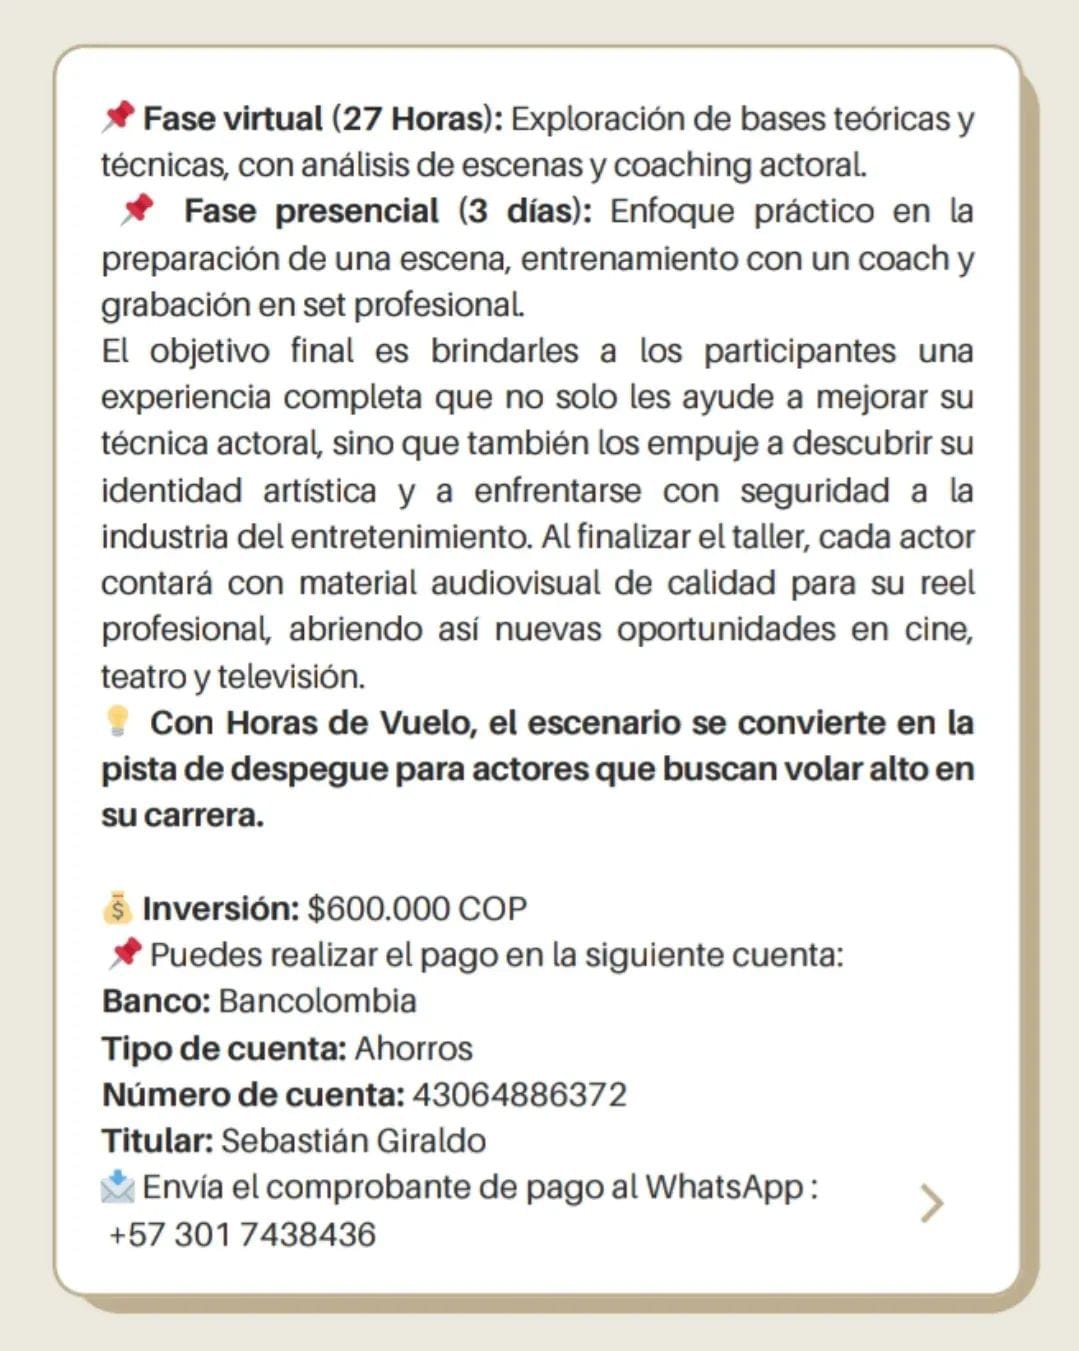 📌 Fase virtual (27 Horas): Exploración de bases teóricas y
técnicas, con análisis de escenas y coaching actoral.
📌 Fase presencial (3 días): Enfoque práctico en la
preparación de una escena, entrenamiento con un coach y
grabación en set profesional.
El objetivo final es brindarles a los participantes una
experiencia completa que no solo les ayude a mejorar su
técnica actoral, sino que también los empuje a descubrir su
identidad artística y a enfrentarse con seguridad a la
industria del entretenimiento. Al finalizar el taller, cada actor
contará con material audiovisual de calidad para su reel
profesional, abriendo así nuevas oportunidades en cine,
teatro y televisión.
💡 Con Horas de Vuelo, el escenario se convierte en la
pista de despegue para actores que buscan volar alto en
su carrera.
💰 Inversión: $600.000 COP
📌 Puedes realizar el pago en la siguiente cuenta:
Banco: Bancolombia
Tipo de cuenta: Ahorros
Número de cuenta: 43064886372
Titular: Sebastián Giraldo
📩 Envía el comprobante de pago al WhatsApp :
+57 301 7438436